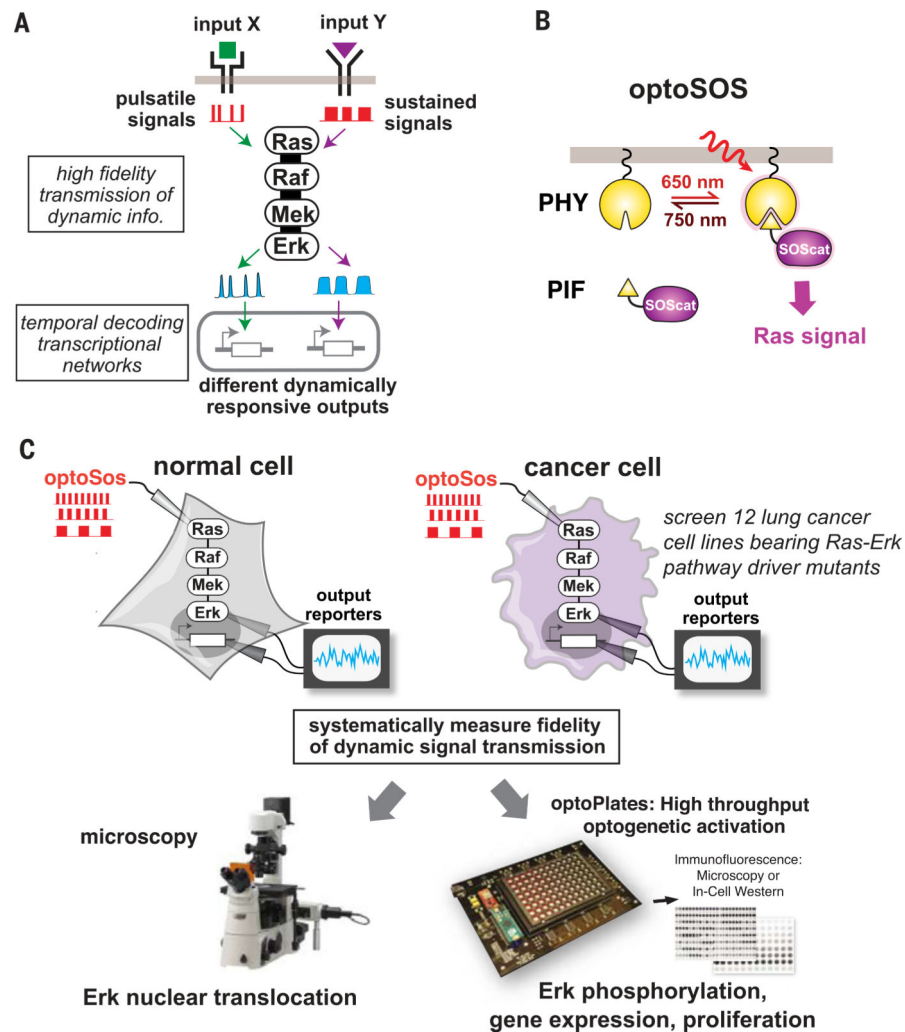 A
input X
input Y
pulsatile
signals
sustained
signals
Ras
Raf
Mek
Erk
high fidelity
transmission of
dynamic info.
temporal decoding
transcriptional
networks
different dynamically
responsive outputs
B
optoSOS
PHY
650 nm
750 nm
SOScat
PIF
SOScat
Ras signal
C
normal cell
optoSos
Ras
Raf
Mek
Erk
output
reporters
cancer cell
optoSos
Ras
Raf
Mek
Erk
screen 12 lung cancer
cell lines bearing Ras-Erk
pathway driver mutants
output
reporters
systematically measure fidelity
of dynamic signal transmission
microscopy
Erk nuclear translocation
optoPlates: High throughput
optogenetic activation
Immunofluorescence:
Microscopy or
In-Cell Western
Erk phosphorylation,
gene expression, proliferation